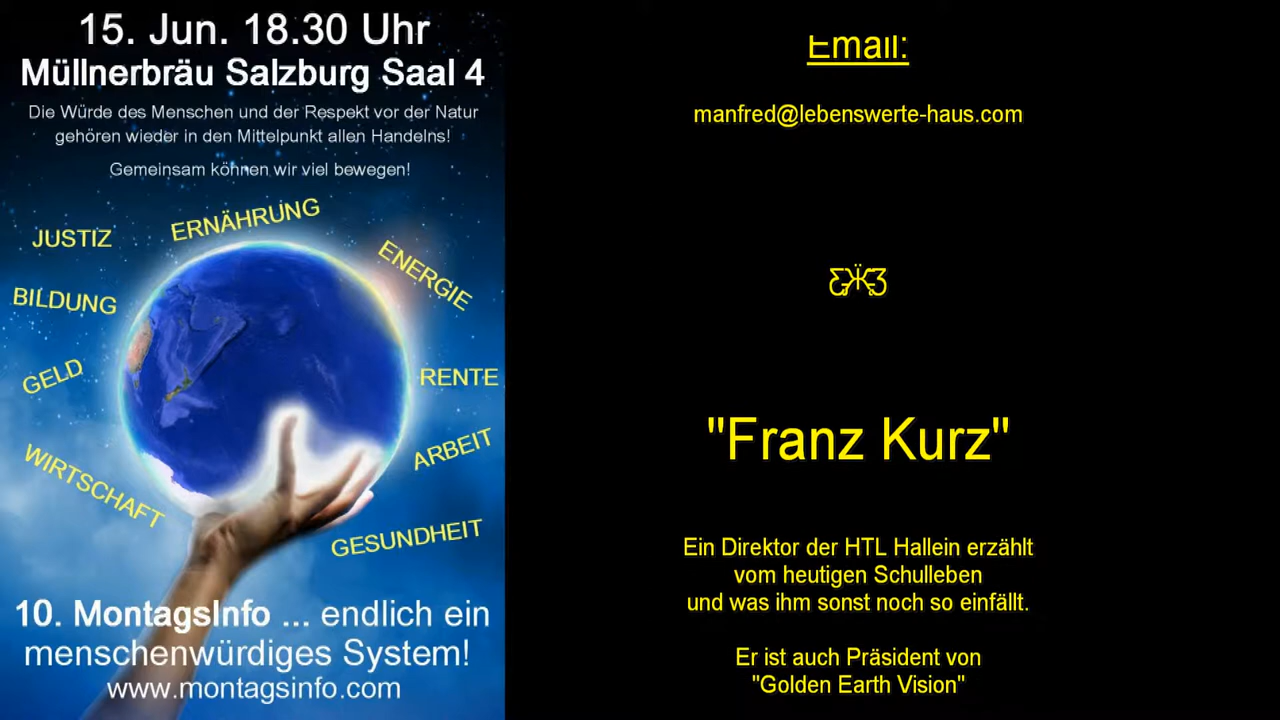 15. Jun. 18.30 Uhr
Müllnerbräu Salzburg Saal 4
Die Würde des Menschen und der Respekt vor der Natur
gehören wieder in den Mittelpunkt allen Handelns!
Gemeinsam können wir viel bewegen!
JUSTIZ
ERNÄHRUNG
ENERGIE
BILDUNG
GELD
RENTE
WIRTSCHAFT
ARBEIT
GESUNDHEIT
10. MontagsInfo ... endlich ein
menschenwürdiges System!
www.montagsinfo.com
Email:
manfred@lebenswerte-haus.com
Ƹ̵̡Ӝ̵̨̄Ʒ
"Franz Kurz"
Ein Direktor der HTL Hallein erzählt
vom heutigen Schulleben
und was ihm sonst noch so einfällt.
Er ist auch Präsident von
"Golden Earth Vision"